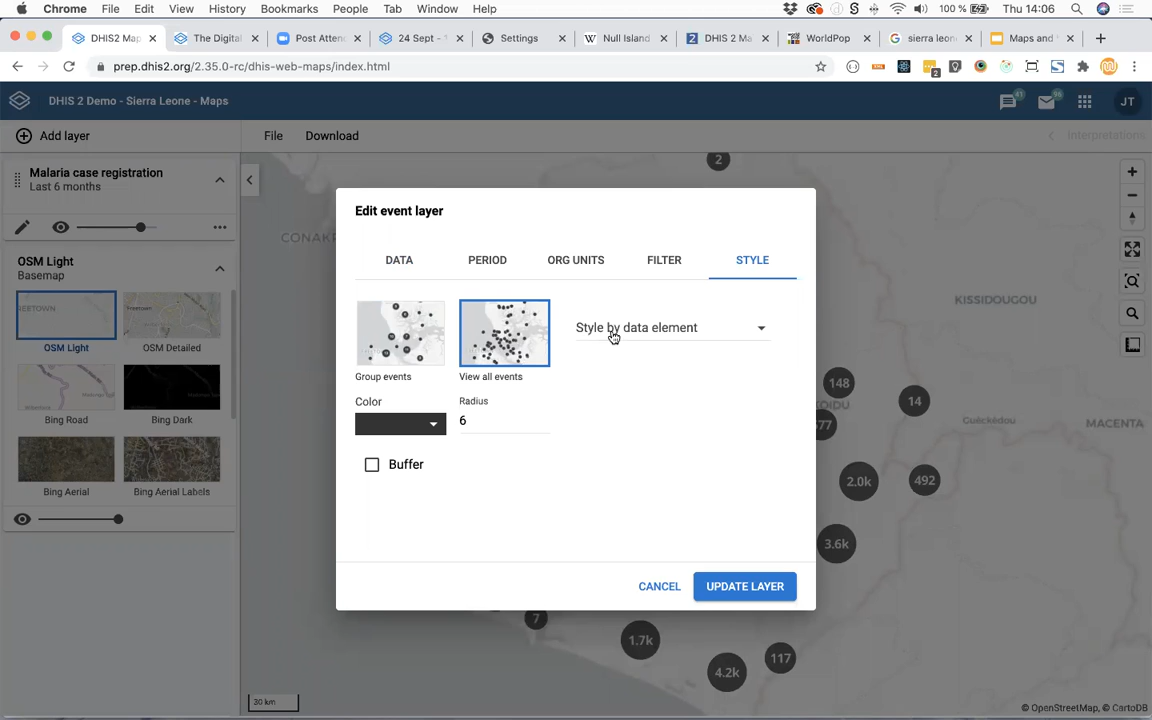 Chrome File Edit View History Bookmarks People Tab Window Help 100 % Thu 14:06
DHIS2 Map The Digital Post Atten 24 Sept - Settings Null Island DHIS 2 Ma WorldPop sierra leon Maps and
prep.dhis2.org/2.35.0-rc/dhis-web-maps/index.html
2
DHIS 2 Demo - Sierra Leone - Maps
JT
Add layer
File Download
Interpretations
Malaria case registration
Last 6 months
2
CONAKR
Edit event layer
DATA PERIOD ORG UNITS FILTER STYLE
OSM Light
Basemap
FREETOWN
Freetown
OSM Light OSM Detailed
Bing Road Bing Dark
Bing Aerial Bing Aerial Labels
Style by data element
Group events View all events
Color Radius
6
Buffer
CANCEL UPDATE LAYER
KISSIDOUGOU
148
14
KOIDU
Guéckédou
MACENTA
2.0k
492
3.6k
7
1.7k
117
4.2k
30 km
© OpenStreetMap, © CartoDB